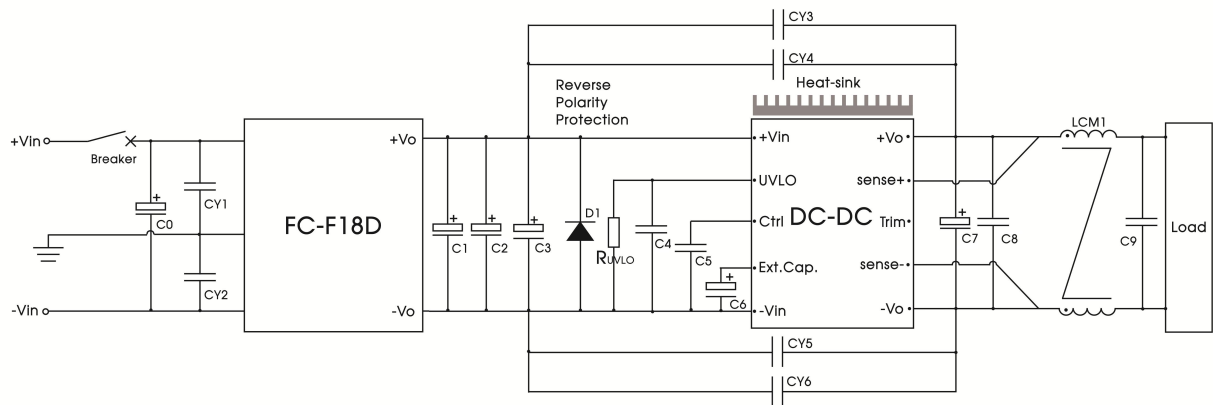 CY3
CY4
Reverse
Polarity
Protection
Heat-sink
+Vin
Breaker
+
C0
CY1
CY2
-Vin
FC-F18D
+Vo
-Vo
+
C1
+
C2
+
C3
D1
RUVLO
C4
C5
+
C6
+Vin
UVLO
Ctrl
Ext.Cap.
-Vin
DC-DC
+Vo
sense+
Trim
sense-
-Vo
+
C7
C8
LCM1
C9
Load
CY5
CY6